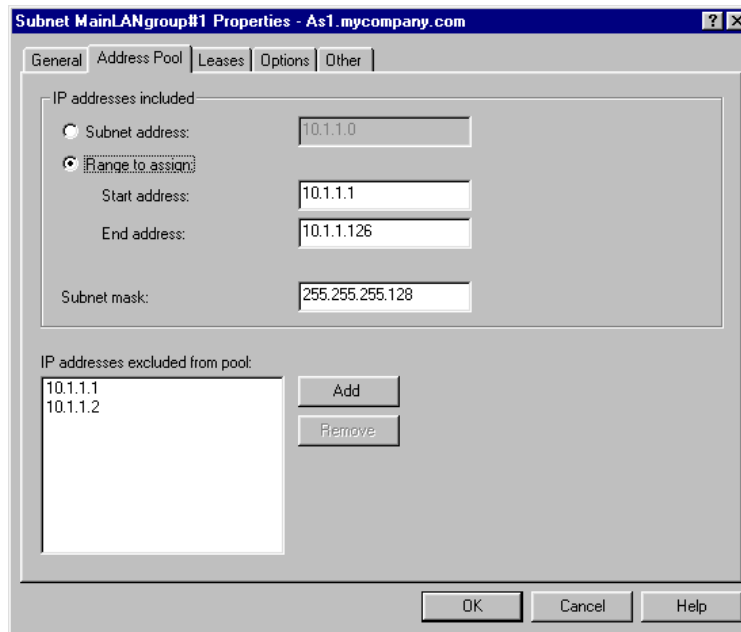 Subnet MainLANgroup#1 Properties - As1.mycompany.com
General Address Pool Leases Options Other
IP addresses included
Subnet address: 10.1.1.0
Range to assign:
Start address: 10.1.1.1
End address: 10.1.1.126
Subnet mask: 255.255.255.128
IP addresses excluded from pool:
10.1.1.1
10.1.1.2
Add
Remove
OK Cancel Help